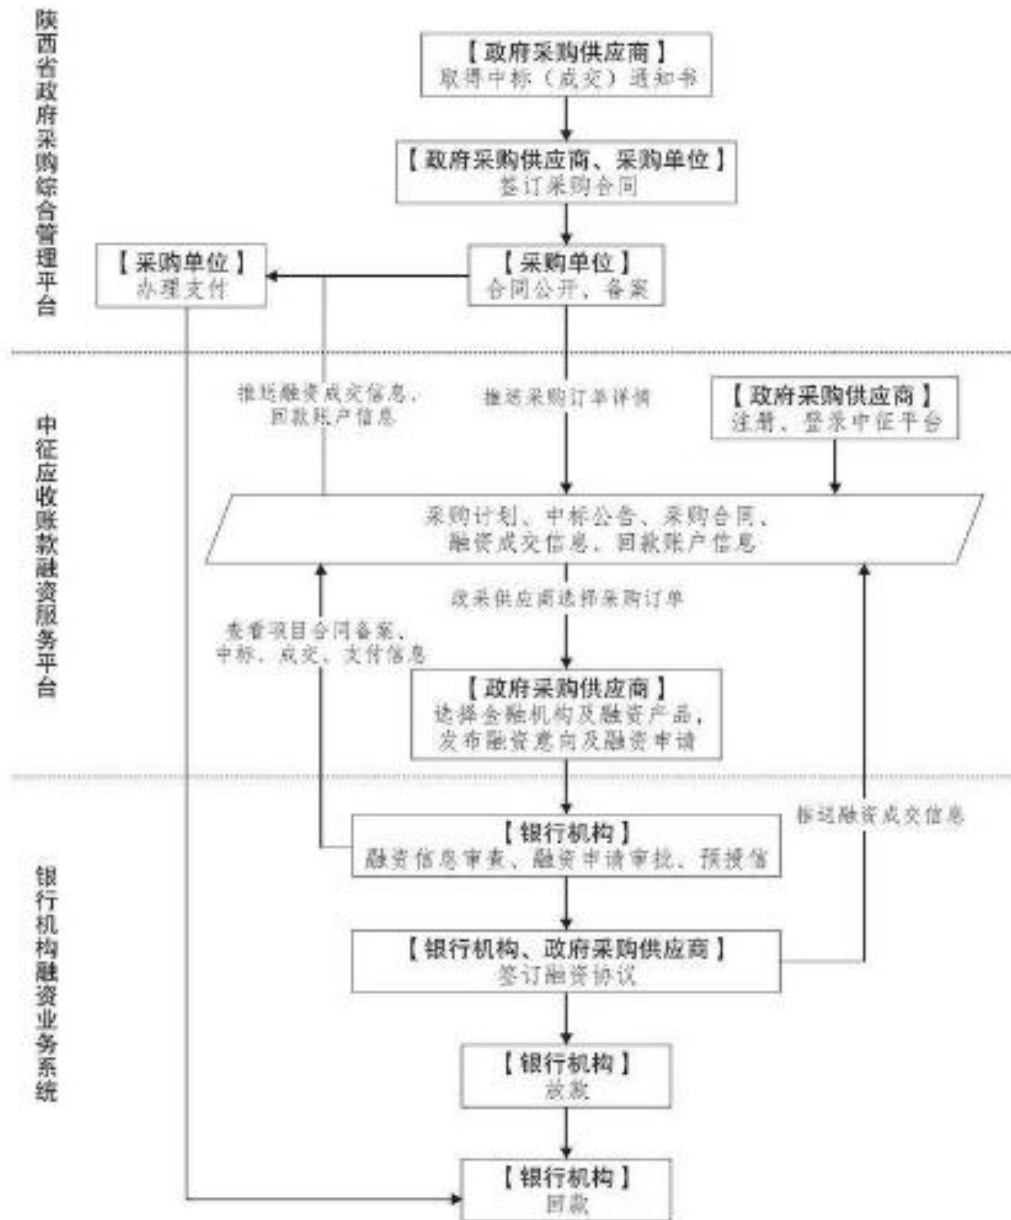 陕西省政府采购综合管理平台
【政府采购供应商】
取得中标（成交）通知书
【政府采购供应商、采购单位】
签订采购合同
【采购单位】
办理支付
【采购单位】
合同公开、备案
中征应收账款融资服务平台
推送融资成交信息、
回款账户信息
推送采购订单详情
【政府采购供应商】
注册、登录中征平台
采购计划、中标公告、采购合同、
融资成交信息、回款账户信息
政采供应商选择采购订单
查看项目合同备案、
中标、成交、支付信息
【政府采购供应商】
选择金融机构及融资产品，
发布融资意向及融资申请
银行机构融资业务系统
【银行机构】
融资信息审查、融资申请审批、预授信
推送融资成交信息
【银行机构、政府采购供应商】
签订融资协议
【银行机构】
放款
【银行机构】
回款